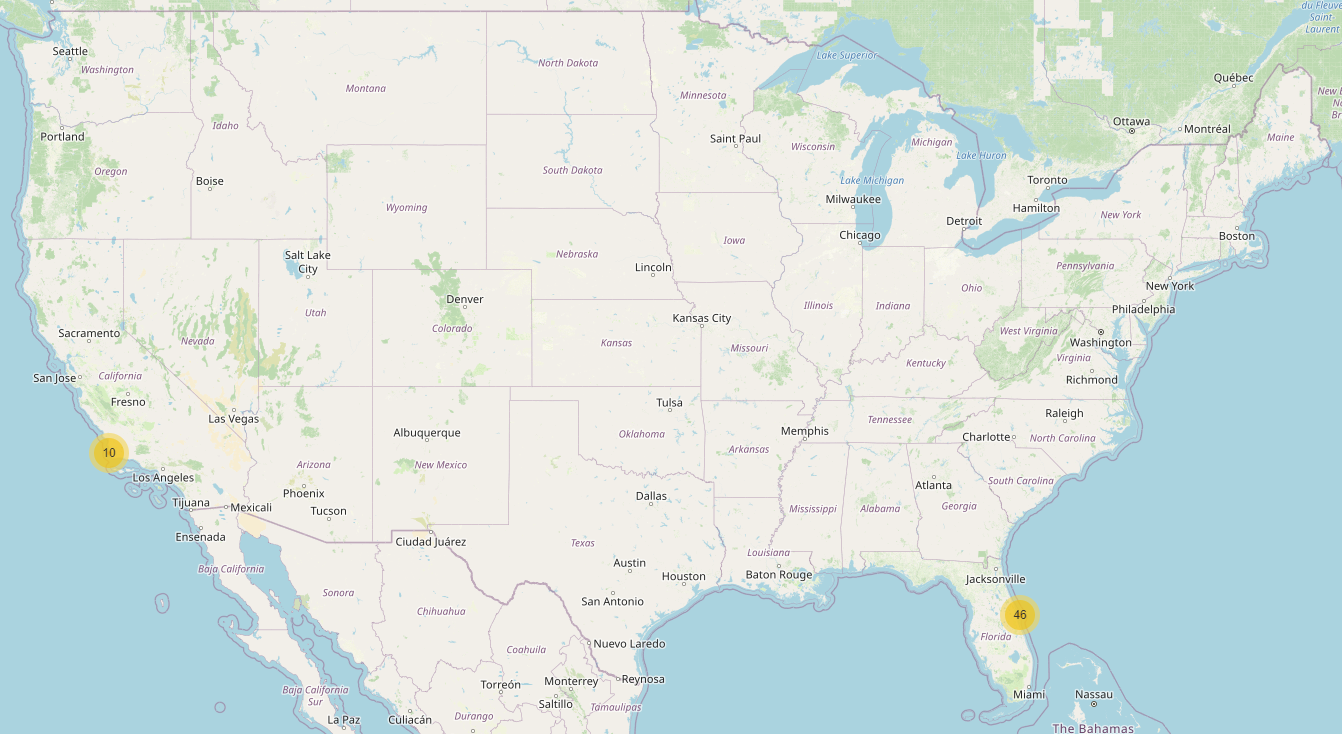 du Fleuve
Saint
Laurent
Seattle
Washington
Lake Superior
North Dakota
Montana
Minnesota
Québec
Ottawa
Montréal
Maine
Portland
Idaho
Saint Paul
Wisconsin
Michigan
Lake Huron
Oregon
Boise
South Dakota
Lake Michigan
Toronto
Wyoming
Milwaukee
Hamilton
New York
Detroit
Chicago
Boston
Iowa
Salt Lake
City
Nebraska
Lincoln
Pennsylvania
Ohio
New York
Denver
Utah
Illinois
Indiana
Philadelphia
Kansas City
Colorado
Sacramento
Nevada
Kansas
Missouri
West Virginia
Washington
Virginia
Kentucky
San Jose
California
Richmond
Fresno
Las Vegas
Tulsa
Raleigh
Tennessee
Albuquerque
Oklahoma
Memphis
Charlotte
North Carolina
10
Arkansas
Arizona
New Mexico
Los Angeles
Phoenix
Dallas
Atlanta
South Carolina
Tijuana
Mexicali
Tucson
Mississippi
Alabama
Georgia
Ensenada
Ciudad Juárez
Texas
Louisiana
Baja California
Austin
Houston
Baton Rouge
Jacksonville
Sonora
San Antonio
Chihuahua
46
Florida
Nuevo Laredo
Coahuila
Reynosa
Torreón
Monterrey
Baja California
Sur
Miami
Nassau
Saltillo
Tamaulipas
La Paz
Culiacán
Durango
The Bahamas